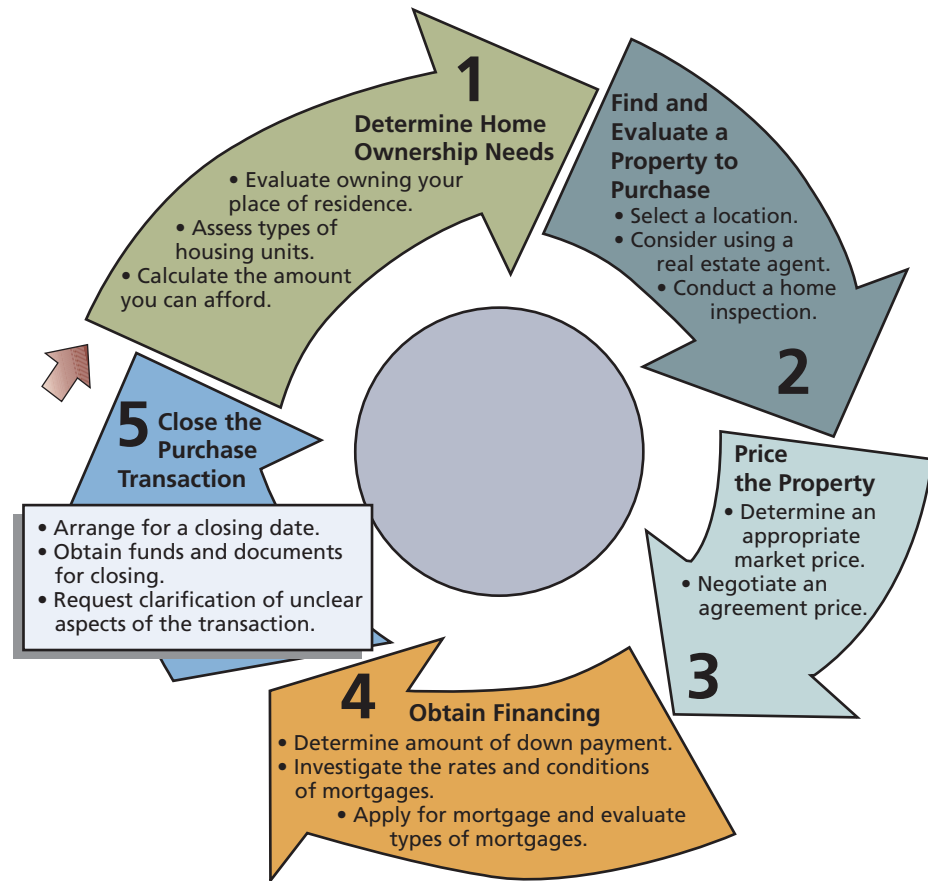 1
Determine Home
Ownership Needs
• Evaluate owning your
place of residence.
• Assess types of
housing units.
• Calculate the amount
you can afford.
Find and
Evaluate a
Property to
Purchase
• Select a location.
• Consider using a
real estate agent.
• Conduct a home
inspection.
2
Price
the Property
• Determine an
appropriate
market price.
• Negotiate an
agreement price.
3
4 Obtain Financing
• Determine amount of down payment.
• Investigate the rates and conditions
of mortgages.
• Apply for mortgage and evaluate
types of mortgages.
5 Close the
Purchase
Transaction
• Arrange for a closing date.
• Obtain funds and documents
for closing.
• Request clarification of unclear
aspects of the transaction.